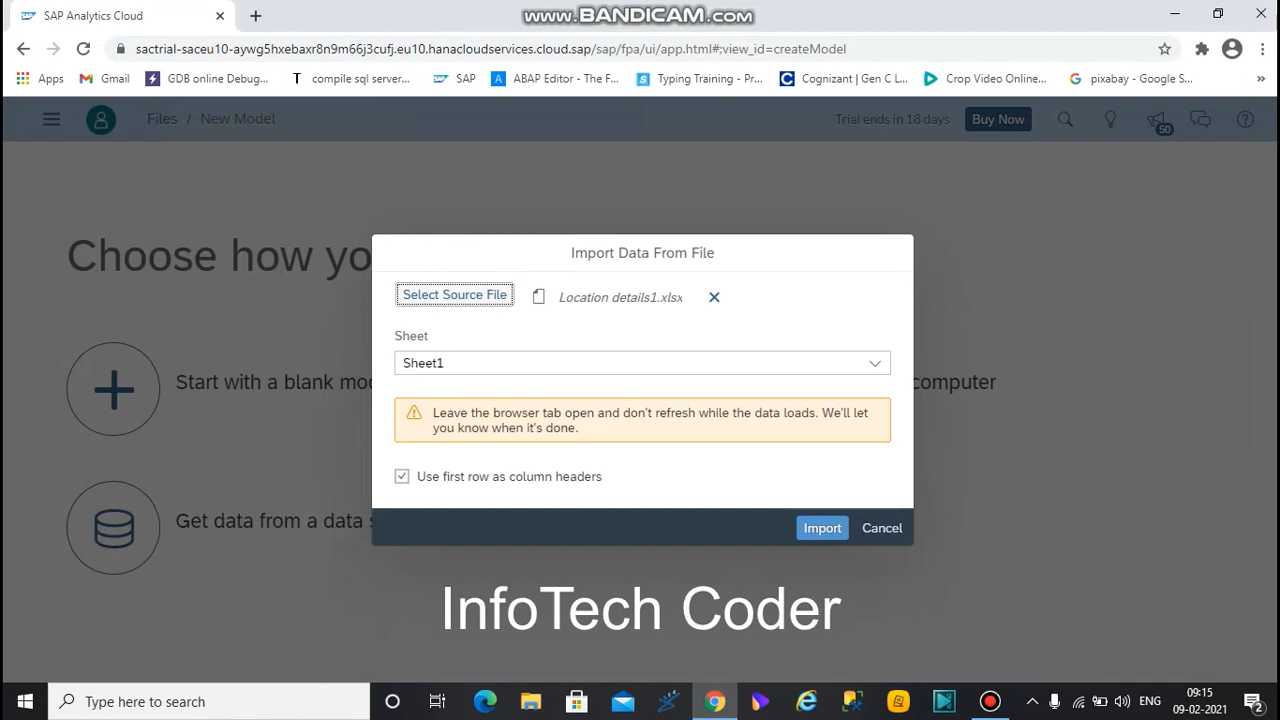 SAP Analytics Cloud
www.BANDICAM.com
sactrial-saceu10-aywg5hxebaxr8n9m66j3cufj.eu10.hanacloudservices.cloud.sap/sap/fpa/ui/app.html#;view_id=createModel
Apps
Gmail
GDB online Debug...
T compile sql server...
SAP
A ABAP Editor - The F...
Typing Training - Pr...
Cognizant | Gen C L...
Crop Video Online...
G pixabay - Google S...
»
Files / New Model
Trial ends in 18 days
Buy Now
50
Choose how yo
Import Data From File
Select Source File
Location details1.xlsx
Sheet
Sheet1
Start with a blank mod
computer
Leave the browser tab open and don't refresh while the data loads. We'll let
you know when it's done.
Use first row as column headers
Get data from a data s
Import
Cancel
InfoTech Coder
Type here to search
ENG
09:15
09-02-2021
2